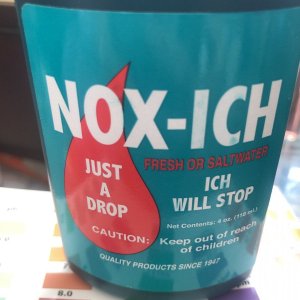 NOX-ICH
FRESH OR SALTWATER
JUST
A
DROP
ICH
WILL STOP
Net Contents: 4 oz. (118 mL)
CAUTION: Keep out of reach
of children
QUALITY PRODUCTS SINCE 1947
8.0